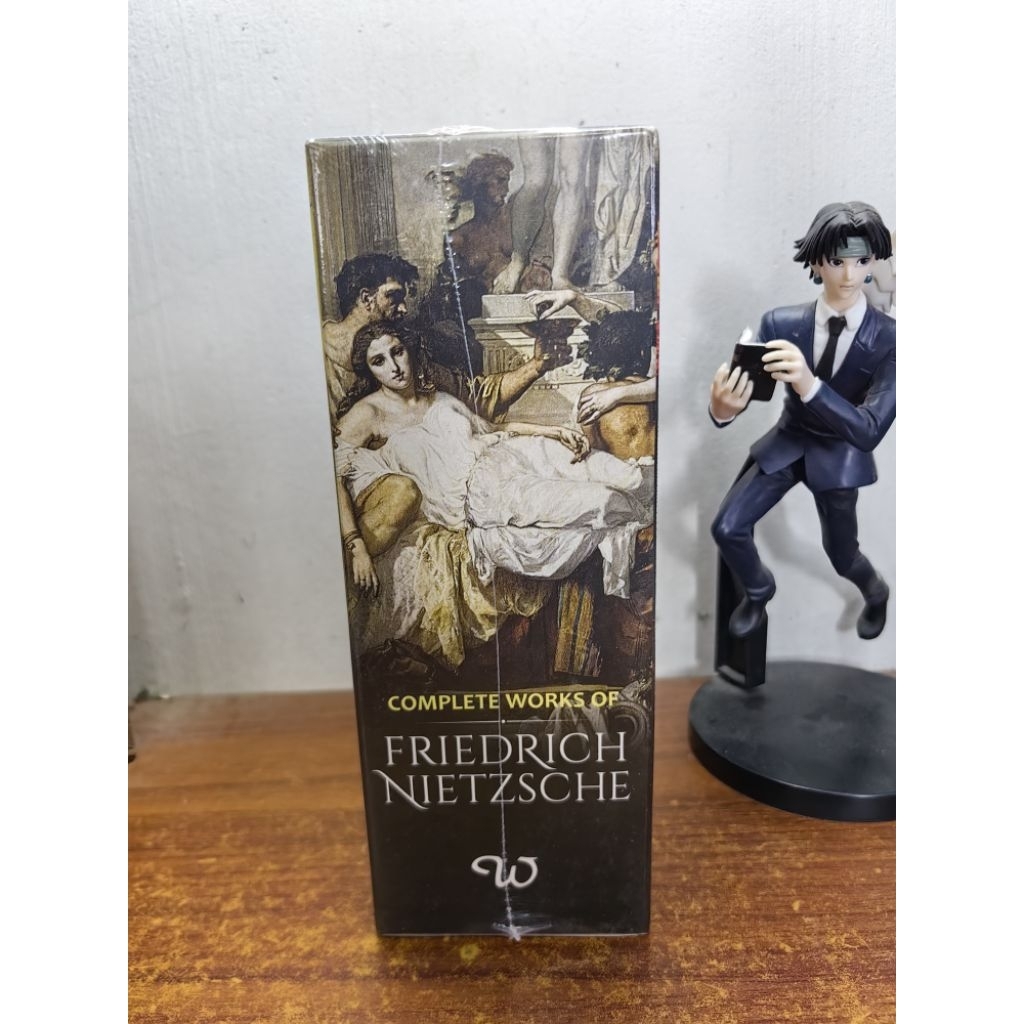 COMPLETE WORKS OF
FRIEDRICH
NIETZSCHE
W